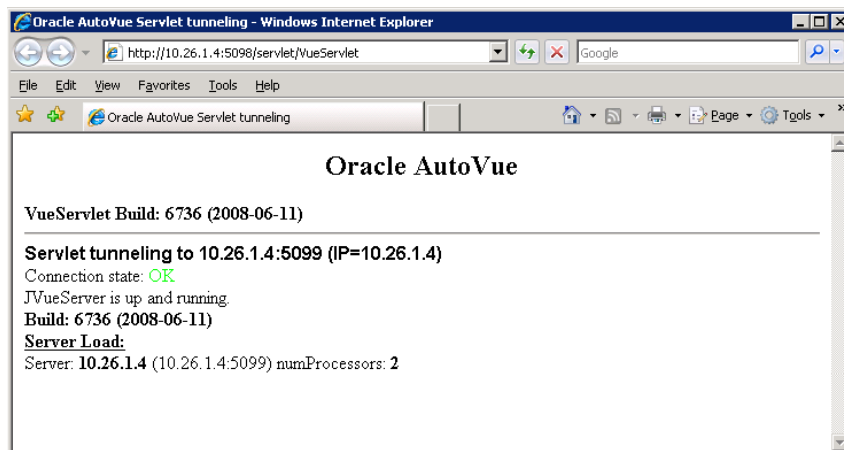 Oracle AutoVue Servlet tunneling - Windows Internet Explorer
http://10.26.1.4:5098/servlet/VueServlet
Google
File Edit View Favorites Tools Help
Oracle AutoVue Servlet tunneling
Page Tools »
Oracle AutoVue
VueServlet Build: 6736 (2008-06-11)
Servlet tunneling to 10.26.1.4:5099 (IP=10.26.1.4)
Connection state: OK
JVueServer is up and running.
Build: 6736 (2008-06-11)
Server Load:
Server: 10.26.1.4 (10.26.1.4:5099) numProcessors: 2